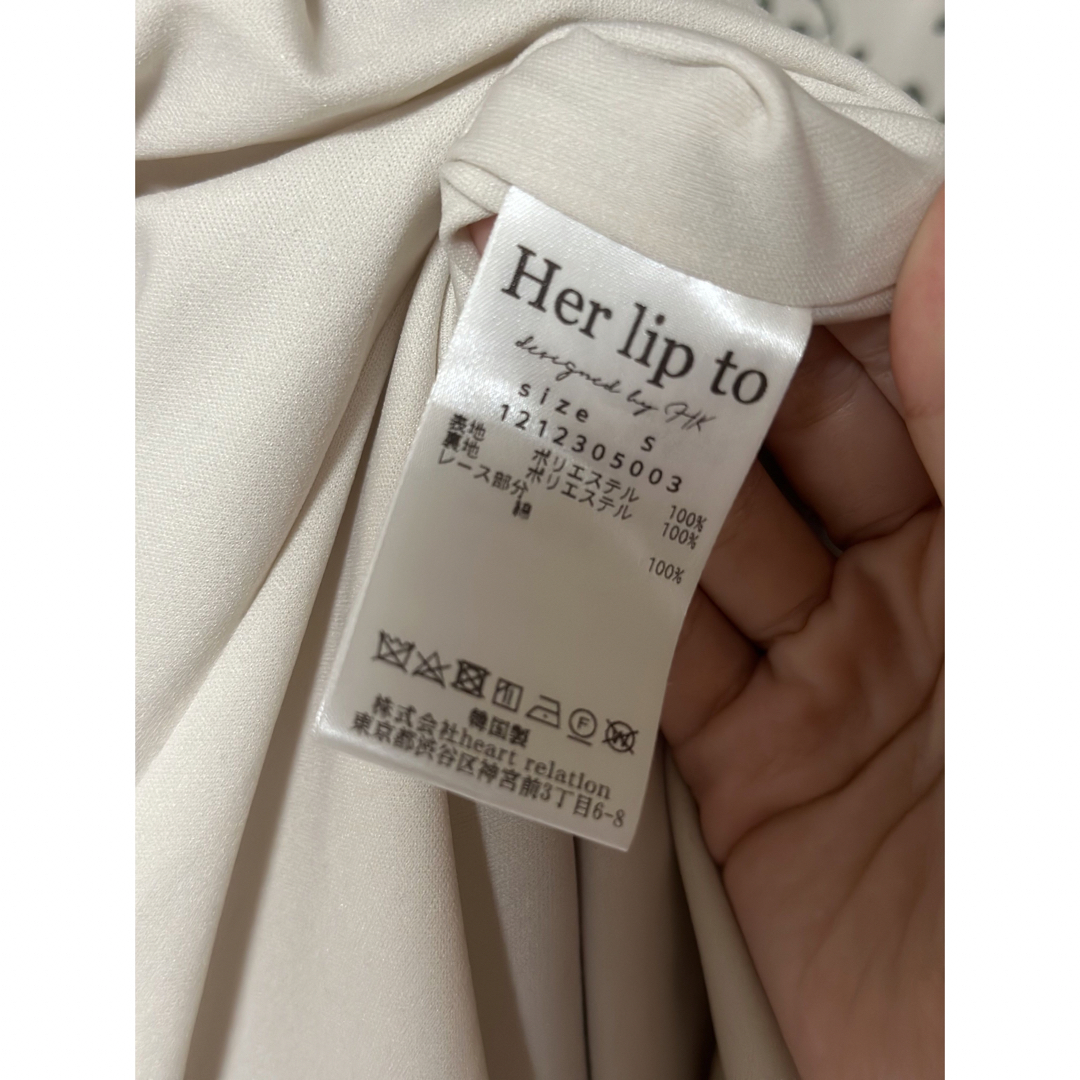 Her lip to
designed by HK
size S
1212305003
表地 ポリエステル 100%
裏地 ポリエステル 100%
レース部分
綿 100%
F W
韓国製
株式会社heart relation
東京都渋谷区神宮前3丁目6-8